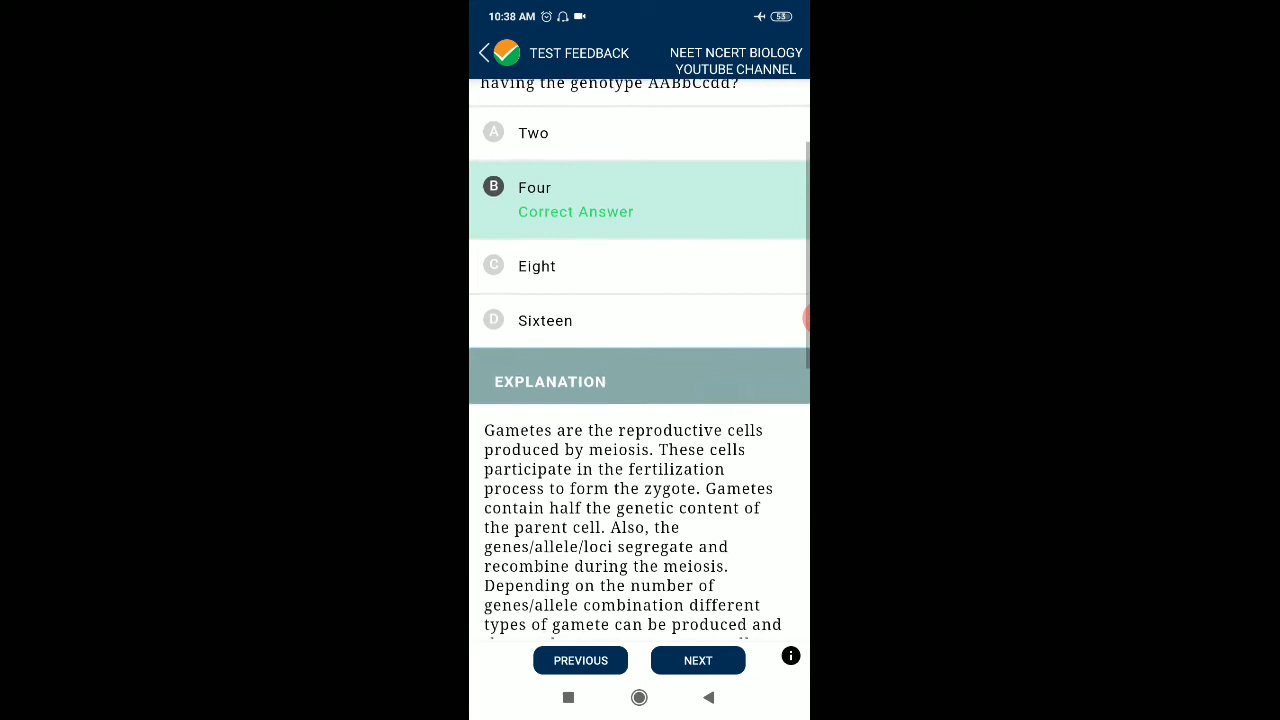 10:38 AM
53
TEST FEEDBACK
NEET NCERT BIOLOGY
YOUTUBE CHANNEL
having the genotype AABbCcdd?
A Two
B Four
Correct Answer
C Eight
D Sixteen
EXPLANATION
Gametes are the reproductive cells
produced by meiosis. These cells
participate in the fertilization
process to form the zygote. Gametes
contain half the genetic content of
the parent cell. Also, the
genes/allele/loci segregate and
recombine during the meiosis.
Depending on the number of
genes/allele combination different
types of gamete can be produced and
PREVIOUS
NEXT